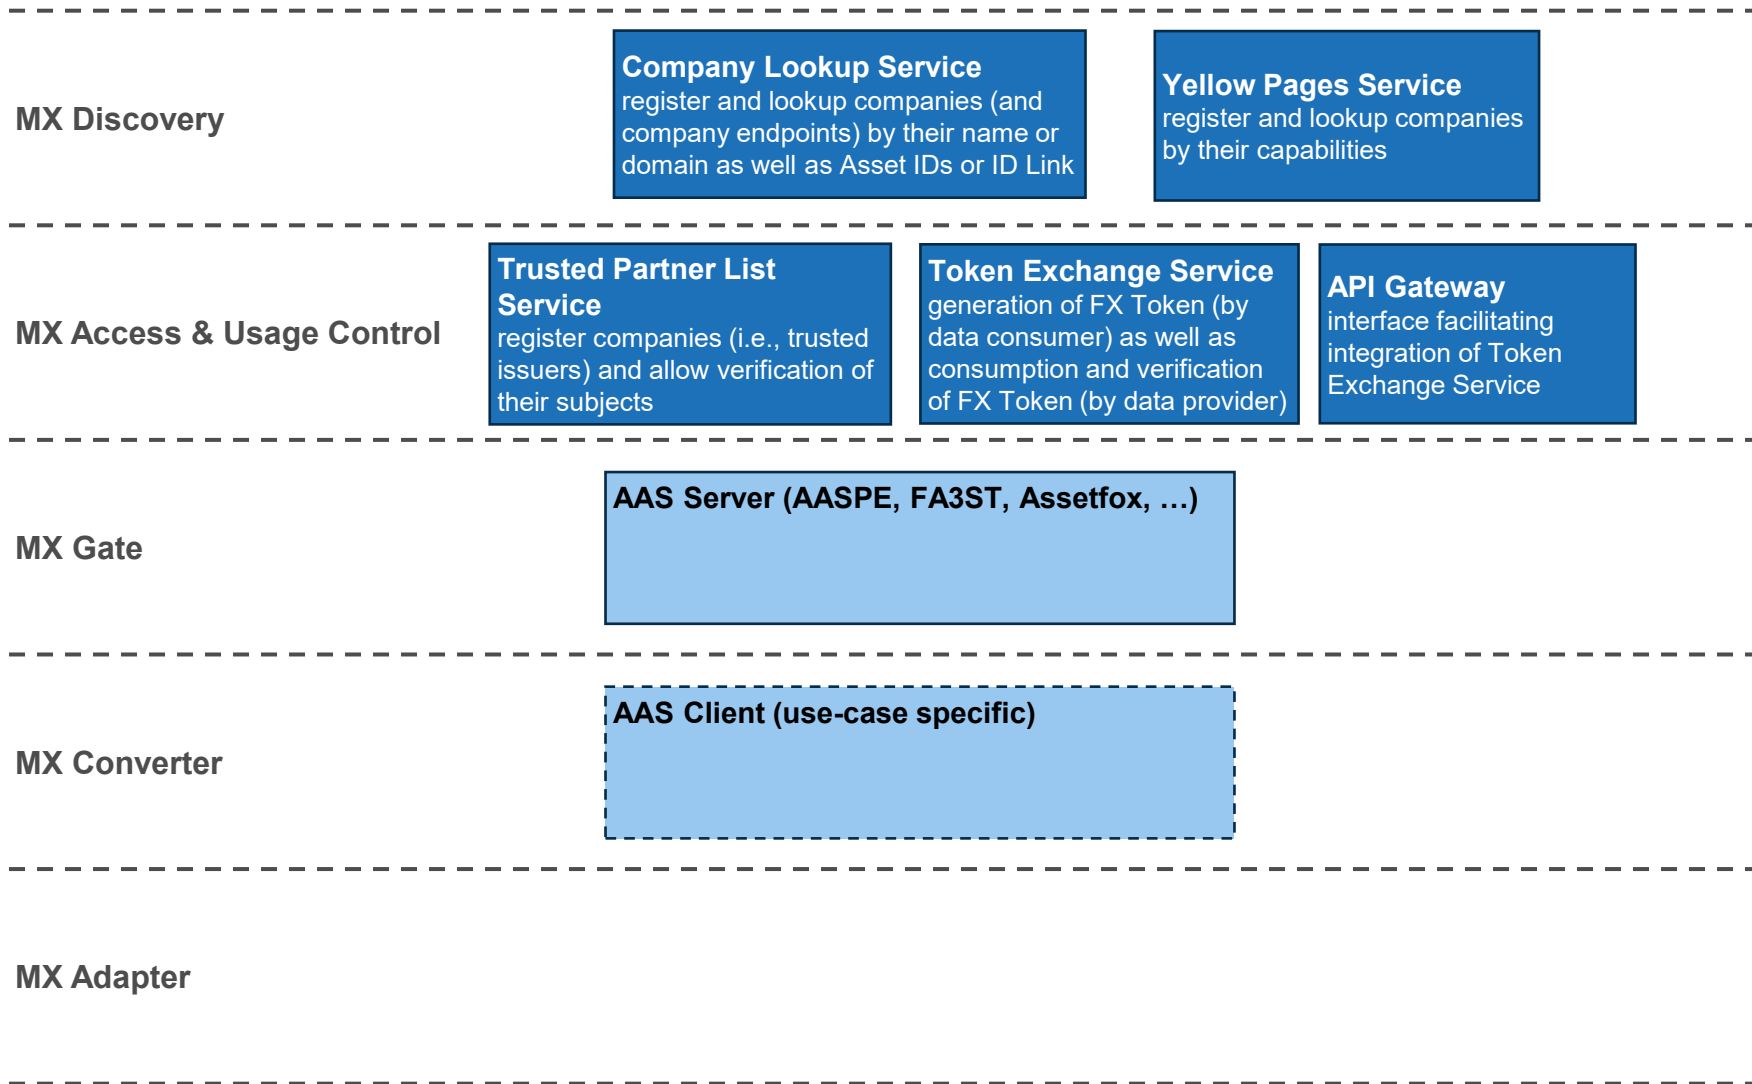 MX Discovery
Company Lookup Service
register and lookup companies (and
company endpoints) by their name or
domain as well as Asset IDs or ID Link
Yellow Pages Service
register and lookup companies
by their capabilities
MX Access & Usage Control
Trusted Partner List
Service
register companies (i.e., trusted
issuers) and allow verification of
their subjects
Token Exchange Service
generation of FX Token (by
data consumer) as well as
consumption and verification
of FX Token (by data provider)
API Gateway
interface facilitating
integration of Token
Exchange Service
MX Gate
AAS Server (AASPE, FA3ST, Assetfox, …)
MX Converter
AAS Client (use-case specific)
MX Adapter